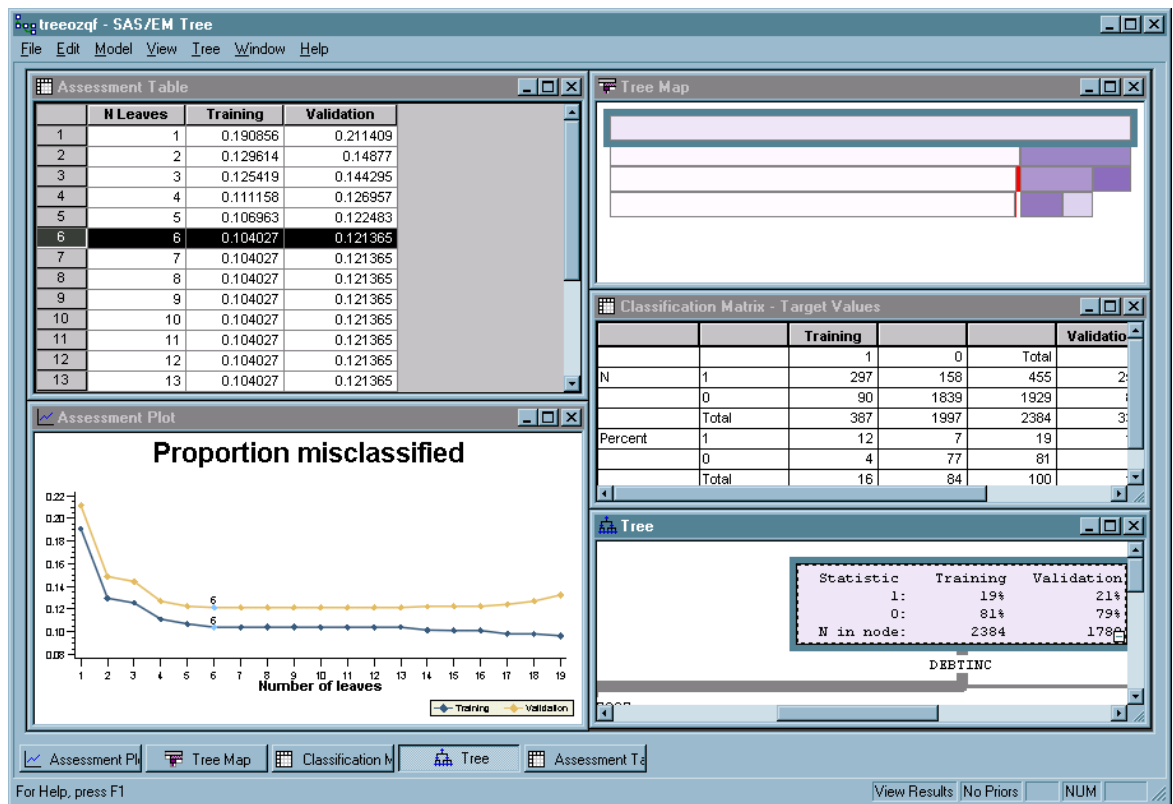 treeozqf - SAS/EM Tree
File Edit Model View Tree Window Help
Assessment Table
N Leaves Training Validation
1 1 0.190856 0.211409
2 2 0.129614 0.14877
3 3 0.125419 0.144295
4 4 0.111158 0.126957
5 5 0.106963 0.122483
6 6 0.104027 0.121365
7 7 0.104027 0.121365
8 8 0.104027 0.121365
9 9 0.104027 0.121365
10 10 0.104027 0.121365
11 11 0.104027 0.121365
12 12 0.104027 0.121365
13 13 0.104027 0.121365
Tree Map
Classification Matrix - Target Values
Training Validatio
1 0 Total
N 1 297 158 455 2
0 90 1839 1929
Total 387 1997 2384 3
Percent 1 12 7 19
0 4 77 81
Total 16 84 100
Assessment Plot
Proportion misclassified
0.22
0.20
0.18
0.16
0.14
0.12
0.10
0.08
6
6
1 2 3 4 5 6 7 8 9 10 11 12 13 14 15 16 17 18 19
Number of leaves
Training Validation
Tree
Statistic Training Validation
1: 19% 21%
0: 81% 79%
N in node: 2384 178
DEBTINC
Assessment Pl Tree Map Classification M Tree Assessment Ta
For Help, press F1
View Results No Priors NUM